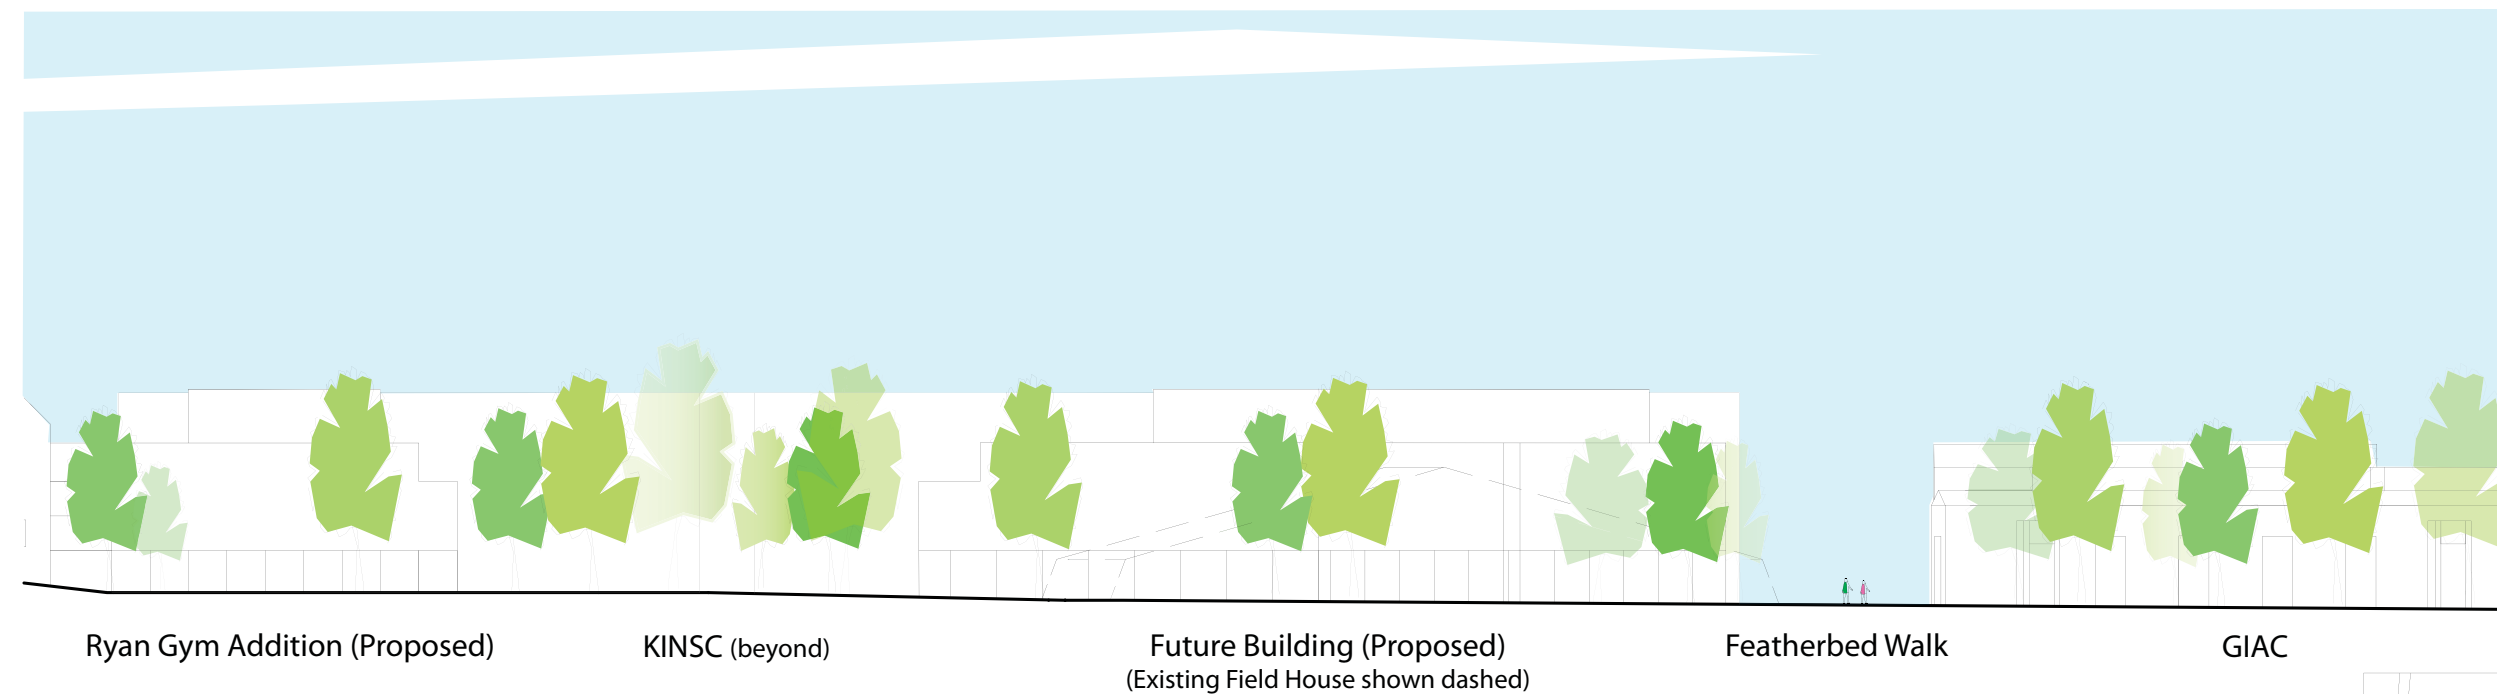 Ryan Gym Addition (Proposed)
KINSC (beyond)
Future Building (Proposed)
(Existing Field House shown dashed)
Featherbed Walk
GIAC